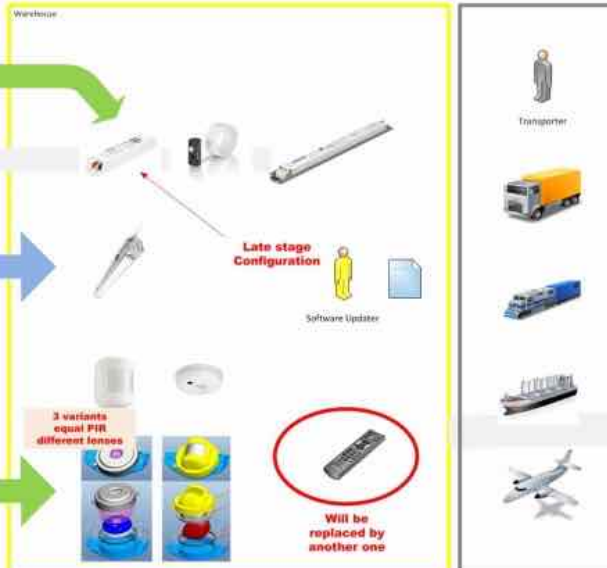 Warehouse
Transporter
Late stage
Configuration
Software Updater
3 variants
equal PIR
different lenses
Will be
replaced by
another one